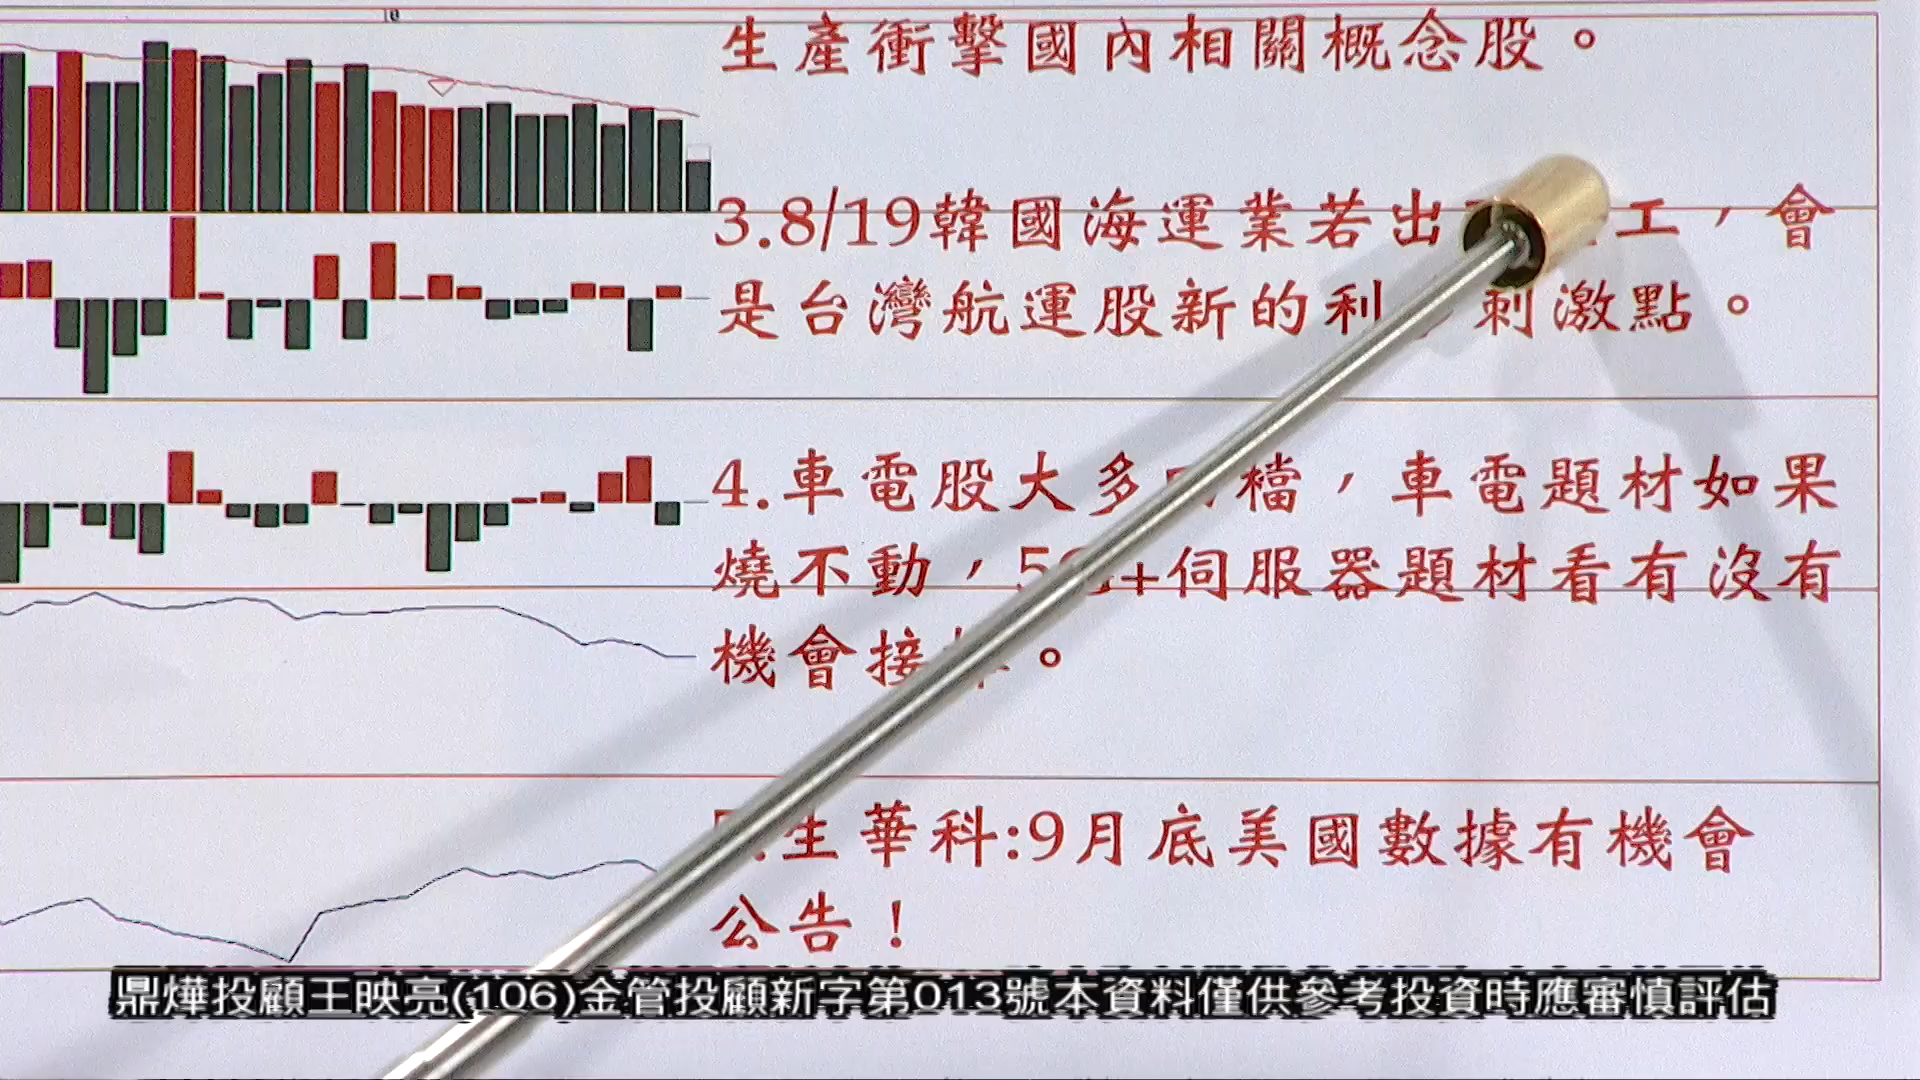 生產衝擊國內相關概念股。
3.8/19韓國海運業若出 工，會
是台灣航運股新的利 刺激點。
4.車電股大多 檔，車電題材如果
燒不動，5 +伺服器題材看有沒有
機會接 。
.生華科:9月底美國數據有機會
公告！
鼎燁投顧王映亮(106)金管投顧新字第013號本資料僅供參考投資時應審慎評估